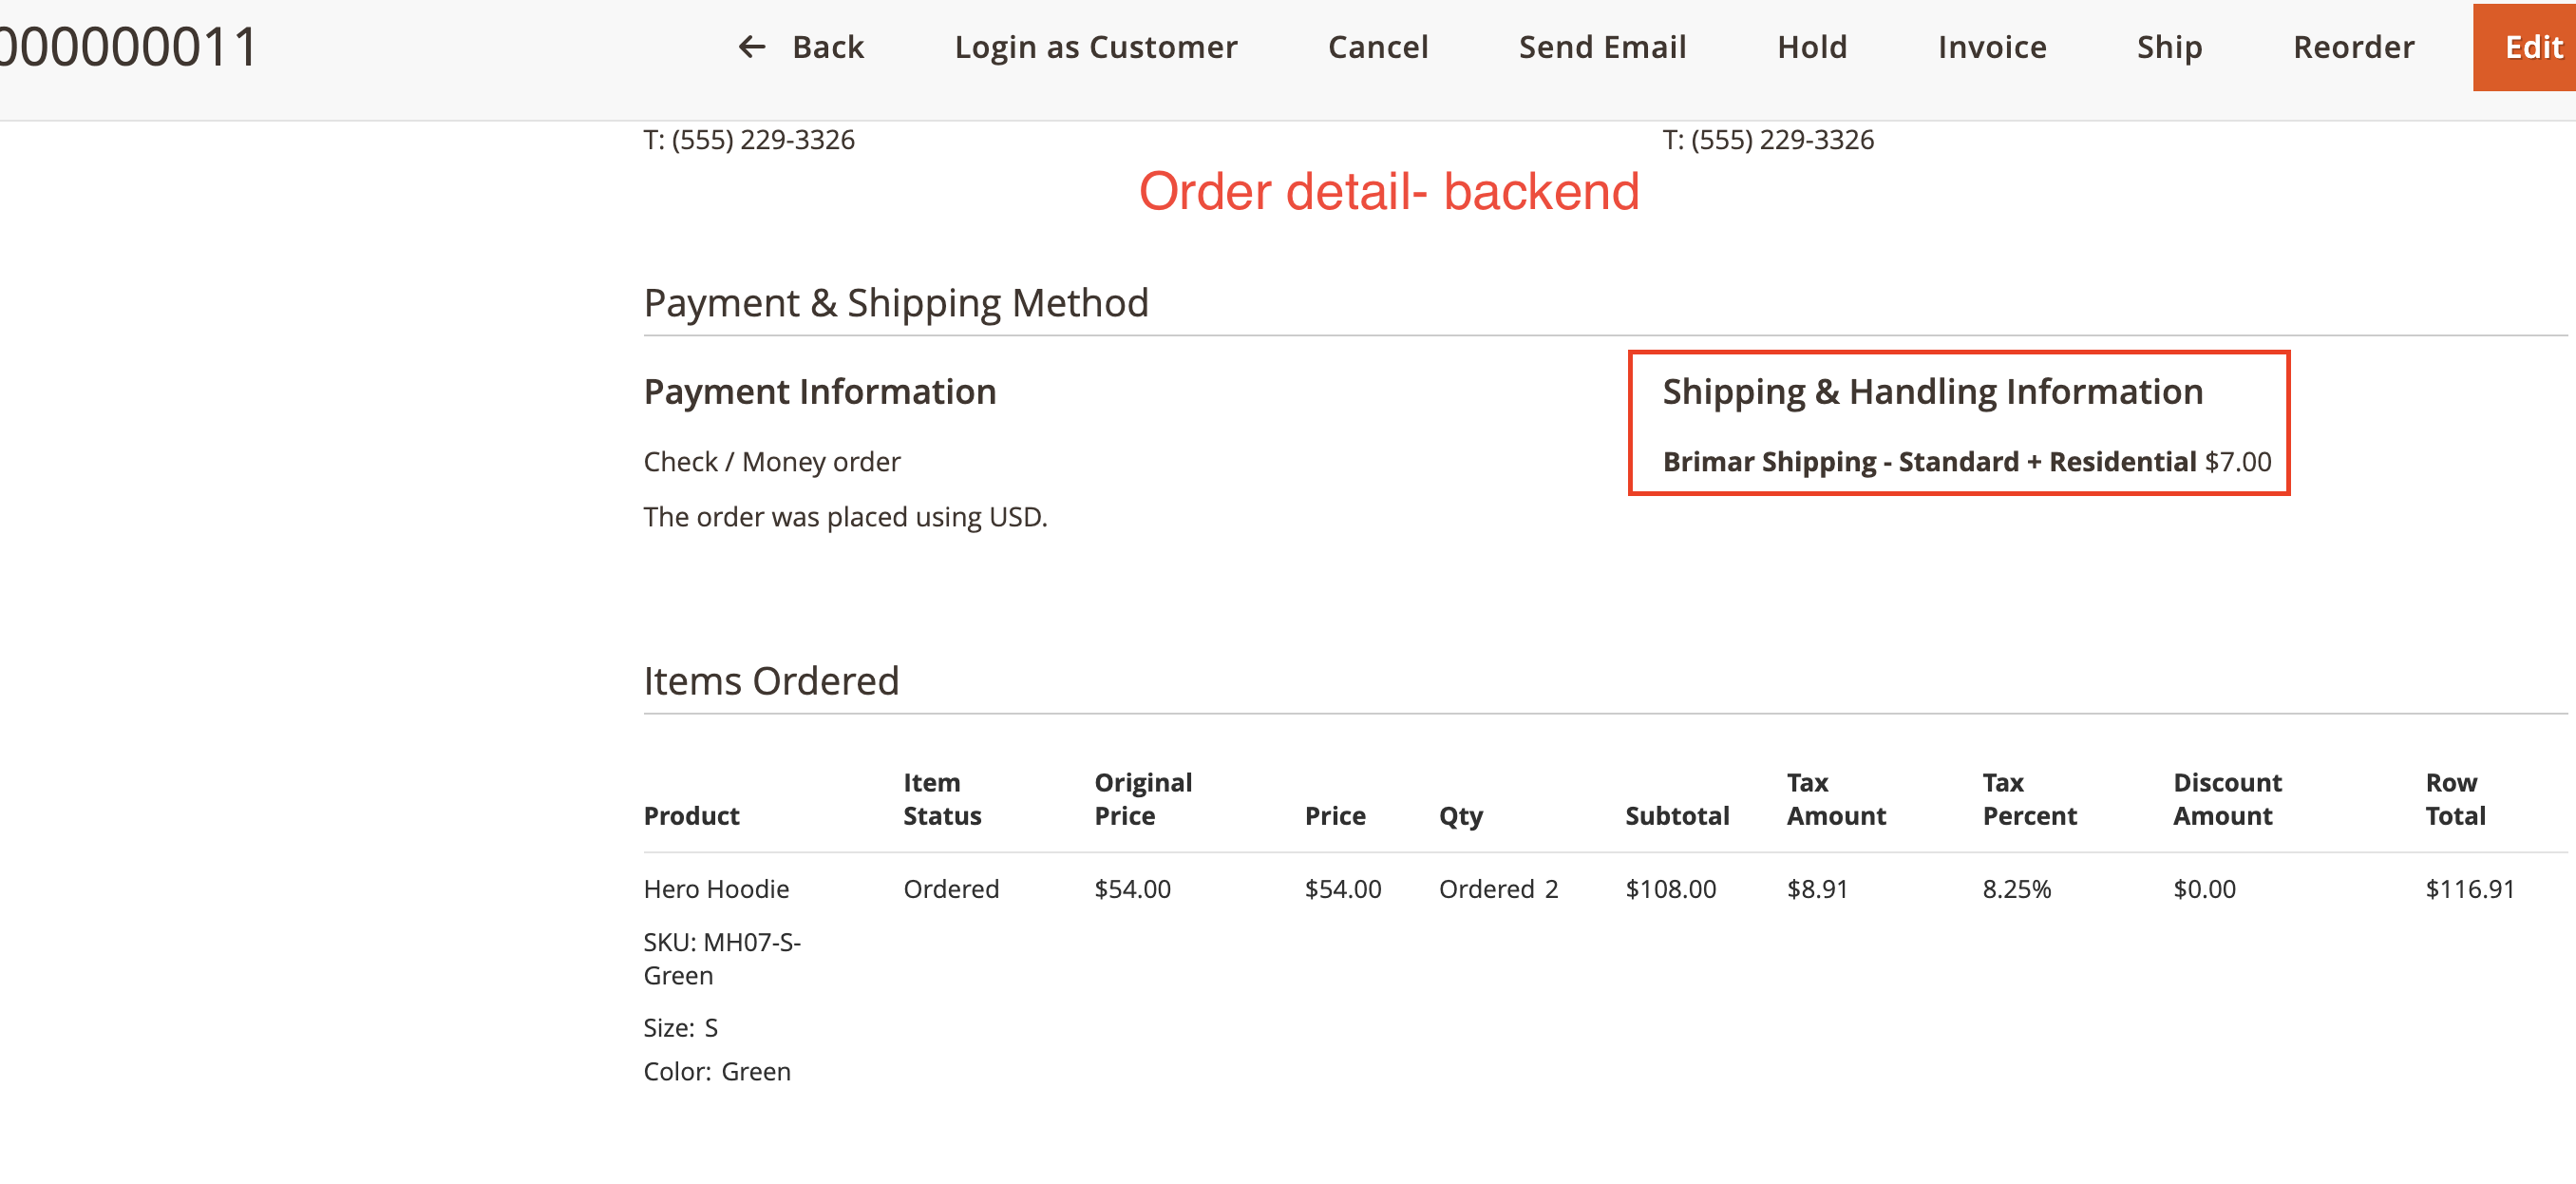 000000011
← Back Login as Customer Cancel Send Email Hold Invoice Ship Reorder Edit
T: (555) 229-3326 T: (555) 229-3326
Order detail- backend
Payment & Shipping Method
Payment Information
Check / Money order
The order was placed using USD.
Shipping & Handling Information
Brimar Shipping - Standard + Residential $7.00
Items Ordered
Product Item Status Original Price Price Qty Subtotal Tax Amount Tax Percent Discount Amount Row Total
Hero Hoodie Ordered $54.00 $54.00 Ordered 2 $108.00 $8.91 8.25% $0.00 $116.91
SKU: MH07-S-
Green
Size: S
Color: Green